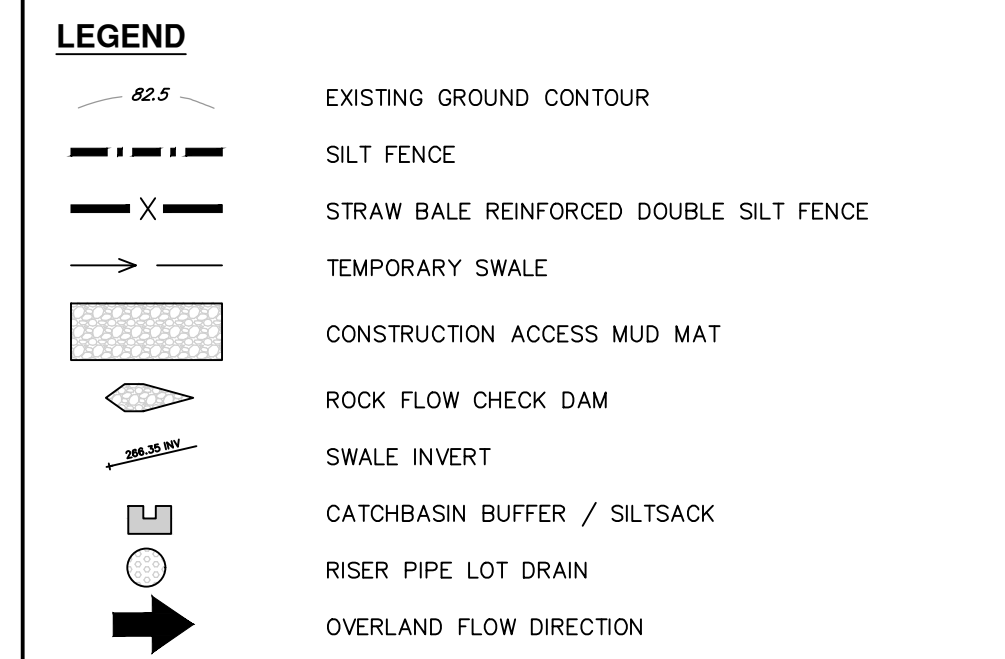 LEGEND
82.5 EXISTING GROUND CONTOUR
SILT FENCE
X STRAW BALE REINFORCED DOUBLE SILT FENCE
TEMPORARY SWALE
CONSTRUCTION ACCESS MUD MAT
ROCK FLOW CHECK DAM
266.35 INV SWALE INVERT
CATCHBASIN BUFFER / SILTSACK
RISER PIPE LOT DRAIN
OVERLAND FLOW DIRECTION